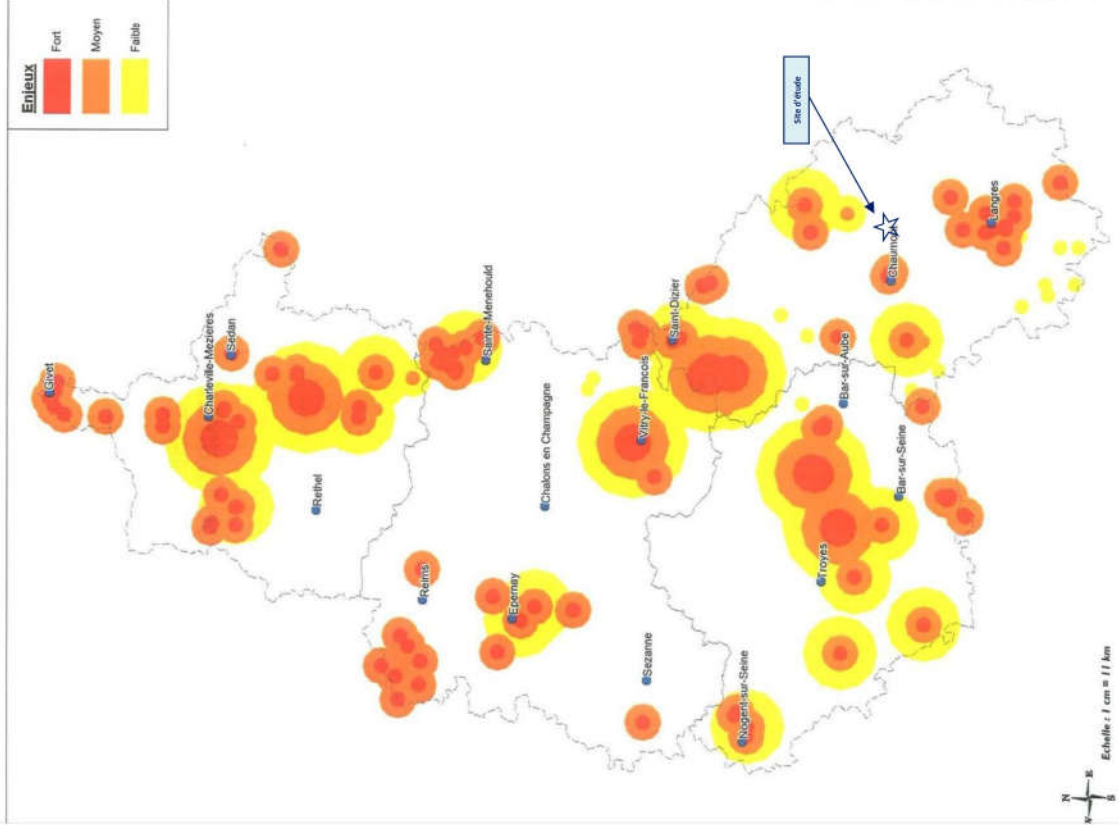 Enjeux
Fort
Moyen
Faible
Site d'étude
Givet
Charleville-Mezieres
Sedan
Rethel
Sainte-Menehould
Reims
Epernay
Chalons en Champagne
Saint-Dizier
Vitry-le-Francois
Sezanne
Nogent-sur-Seine
Troyes
Bar-sur-Aube
Bar-sur-Seine
Chaumont
Langres
N
E
S
W
Echelle : 1 cm = 11 km